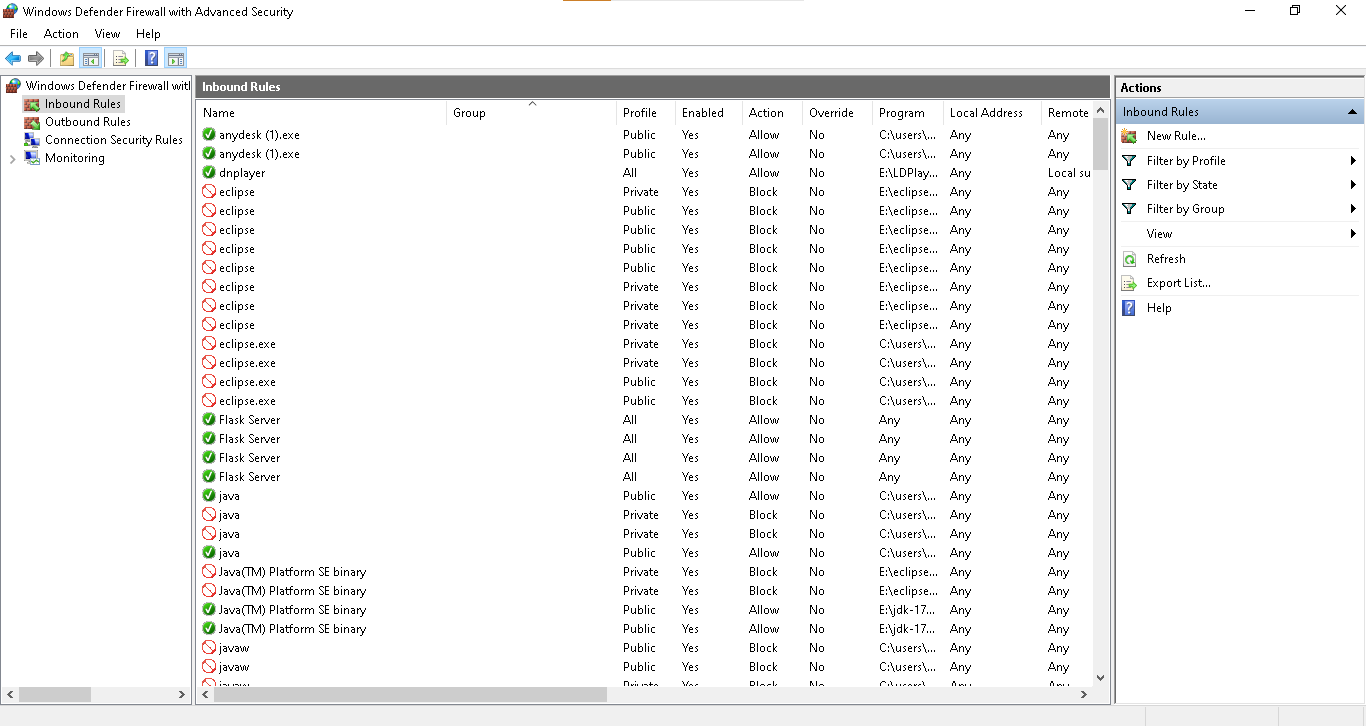 Windows Defender Firewall with Advanced Security
File Action View Help
Windows Defender Firewall with
Inbound Rules
Outbound Rules
Connection Security Rules
Monitoring
Inbound Rules
Name Group Profile Enabled Action Override Program Local Address Remote
anydesk (1).exe Public Yes Allow No C:\users\... Any Any
anydesk (1).exe Public Yes Allow No C:\users\... Any Any
dnplayer All Yes Allow No E:\LDPlay... Any Local su
eclipse Private Yes Block No E:\eclipse... Any Any
eclipse Public Yes Block No E:\eclipse... Any Any
eclipse Public Yes Block No E:\eclipse... Any Any
eclipse Public Yes Block No E:\eclipse... Any Any
eclipse Public Yes Block No E:\eclipse... Any Any
eclipse Private Yes Block No E:\eclipse... Any Any
eclipse Private Yes Block No E:\eclipse... Any Any
eclipse Private Yes Block No E:\eclipse... Any Any
eclipse.exe Private Yes Block No C:\users\... Any Any
eclipse.exe Private Yes Block No C:\users\... Any Any
eclipse.exe Public Yes Block No C:\users\... Any Any
eclipse.exe Public Yes Block No C:\users\... Any Any
Flask Server All Yes Allow No Any Any Any
Flask Server All Yes Allow No Any Any Any
Flask Server All Yes Allow No Any Any Any
Flask Server All Yes Allow No Any Any Any
java Public Yes Allow No C:\users\... Any Any
java Private Yes Block No C:\users\... Any Any
java Private Yes Block No C:\users\... Any Any
java Public Yes Allow No C:\users\... Any Any
Java(TM) Platform SE binary Private Yes Block No E:\eclipse... Any Any
Java(TM) Platform SE binary Private Yes Block No E:\eclipse... Any Any
Java(TM) Platform SE binary Public Yes Allow No E:\jdk-17... Any Any
Java(TM) Platform SE binary Public Yes Allow No E:\jdk-17... Any Any
javaw Public Yes Block No C:\users\... Any Any
javaw Public Yes Block No C:\users\... Any Any
javaw Private Yes Block No C:\users\... Any Any
Actions
Inbound Rules
New Rule...
Filter by Profile
Filter by State
Filter by Group
View
Refresh
Export List...
Help